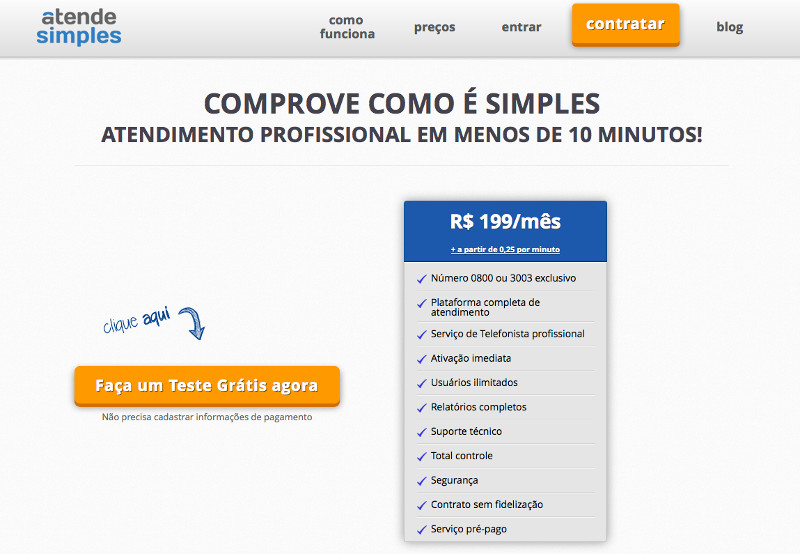 atende
simples
como
funciona
preços
entrar
contratar
blog
COMPROVE COMO É SIMPLES
ATENDIMENTO PROFISSIONAL EM MENOS DE 10 MINUTOS!
clique aqui
Faça um Teste Grátis agora
Não precisa cadastrar informações de pagamento
R$ 199/mês
+ a partir de 0,25 por minuto
Número 0800 ou 3003 exclusivo
Plataforma completa de
atendimento
Serviço de Telefonista profissional
Ativação imediata
Usuários ilimitados
Relatórios completos
Suporte técnico
Total controle
Segurança
Contrato sem fidelização
Serviço pré-pago